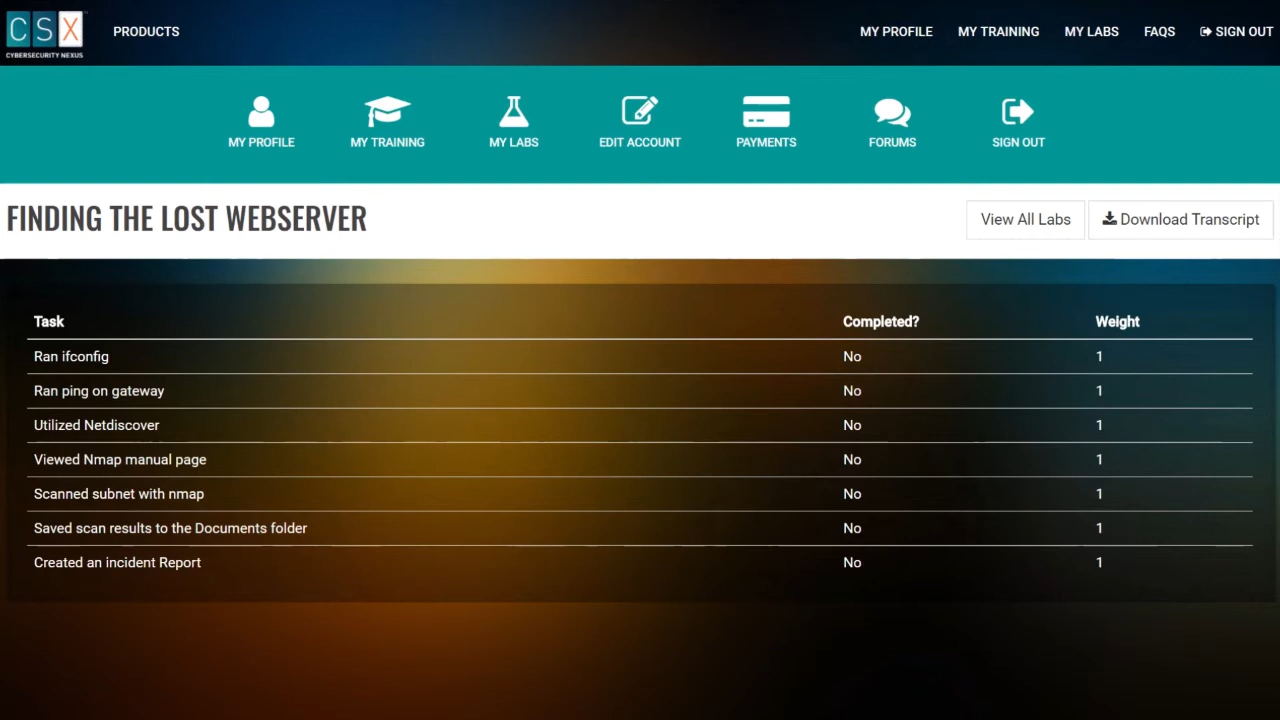 CSX PRODUCTS MY PROFILE MY TRAINING MY LABS FAQS SIGN OUT
CYBERSECURITY NEXUS
MY PROFILE MY TRAINING MY LABS EDIT ACCOUNT PAYMENTS FORUMS SIGN OUT
FINDING THE LOST WEBSERVER View All Labs Download Transcript
Task Completed? Weight
Ran ifconfig No 1
Ran ping on gateway No 1
Utilized Netdiscover No 1
Viewed Nmap manual page No 1
Scanned subnet with nmap No 1
Saved scan results to the Documents folder No 1
Created an incident Report No 1